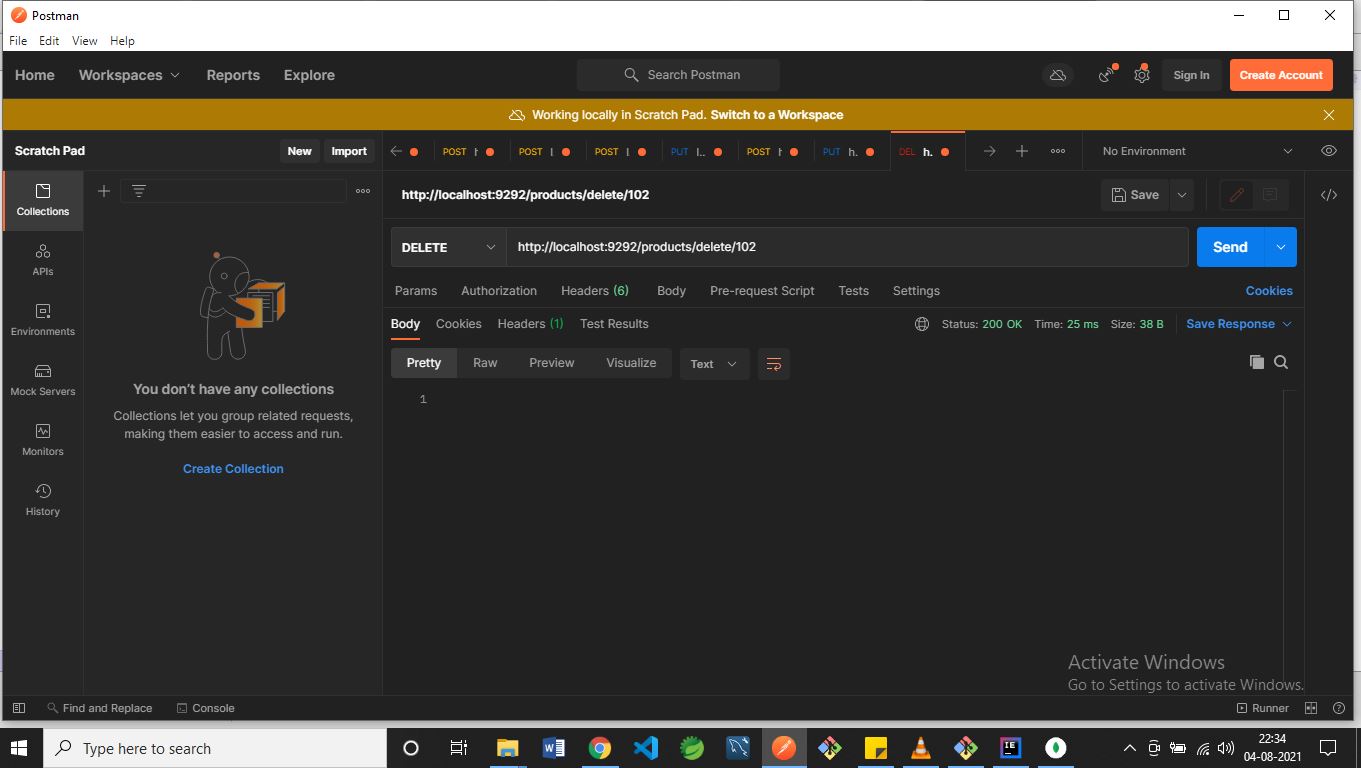 Postman
File Edit View Help
Home Workspaces Reports Explore Search Postman Sign In Create Account
Working locally in Scratch Pad. Switch to a Workspace
Scratch Pad New Import POST h POST l POST l PUT l.. POST h PUT h. DEL h. No Environment
http://localhost:9292/products/delete/102 Save
Collections
DELETE http://localhost:9292/products/delete/102 Send
APIs
Params Authorization Headers (6) Body Pre-request Script Tests Settings Cookies
Environments
Body Cookies Headers (1) Test Results Status: 200 OK Time: 25 ms Size: 38 B Save Response
Pretty Raw Preview Visualize Text
Mock Servers
You don't have any collections
1
Collections let you group related requests,
making them easier to access and run.
Monitors
Create Collection
History
Activate Windows
Go to Settings to activate Windows.
Find and Replace Console Runner
Type here to search
IE
22:34
04-08-2021